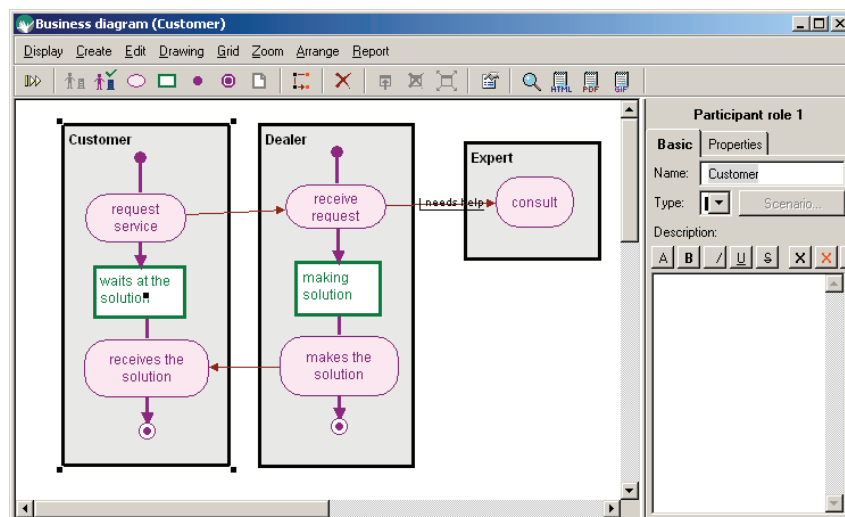 Business diagram (Customer)
Display Create Edit Drawing Grid Zoom Arrange Report
HTML PDF GIF
Customer
request
service
waits at the
solution
receives the
solution
Dealer
receive
request
making
solution
makes the
solution
needs help
Expert
consult
Participant role 1
Basic Properties
Name: Customer
Type: Scenario...
Description:
A B / U S X X